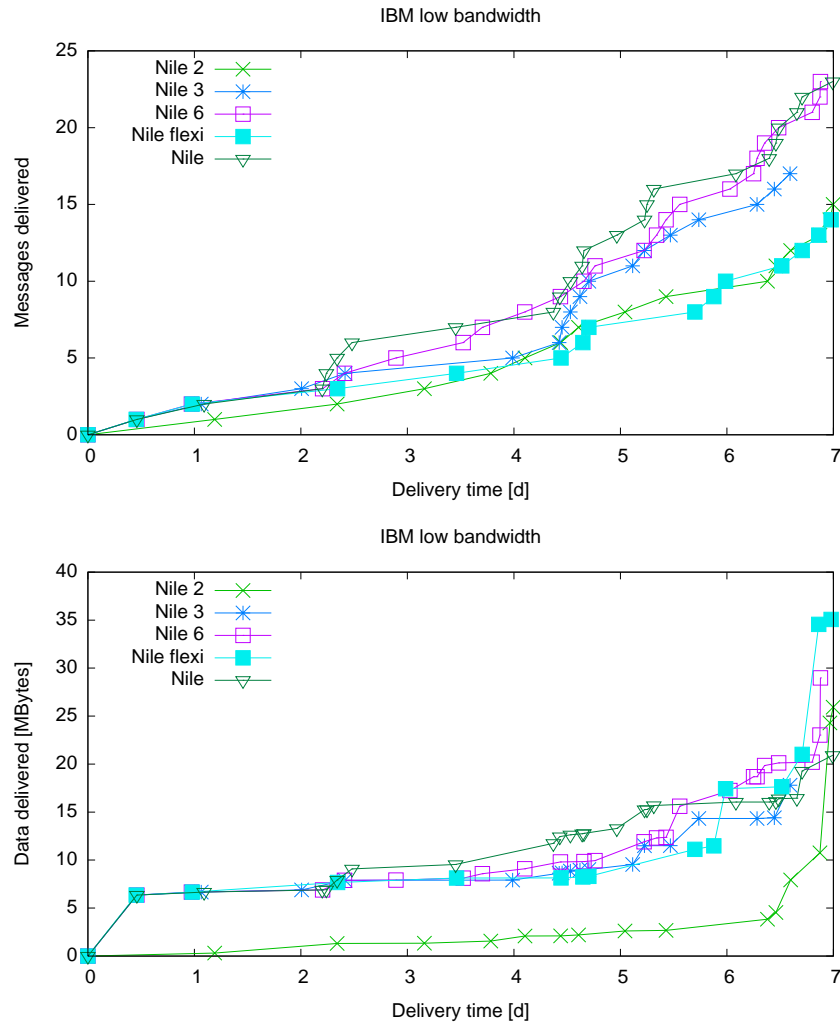 IBM low bandwidth
25
20
15
10
5
0
Messages delivered
Nile 2
Nile 3
Nile 6
Nile flexi
Nile
0 1 2 3 4 5 6 7
Delivery time [d]
IBM low bandwidth
40
35
30
25
20
15
10
5
0
Data delivered [MBytes]
Nile 2
Nile 3
Nile 6
Nile flexi
Nile
0 1 2 3 4 5 6 7
Delivery time [d]